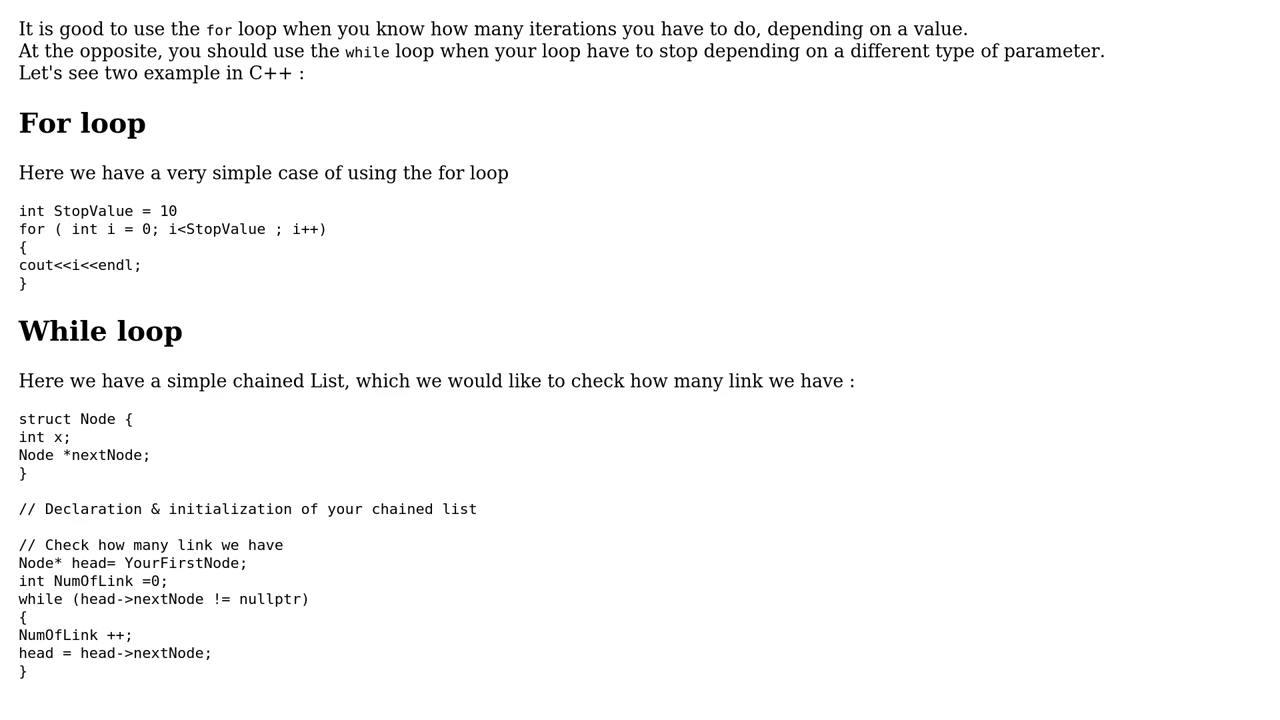 It is good to use the for loop when you know how many iterations you have to do, depending on a value.
At the opposite, you should use the while loop when your loop have to stop depending on a different type of parameter.
Let's see two example in C++ :
For loop
Here we have a very simple case of using the for loop
int StopValue = 10
for ( int i = 0; i<StopValue ; i++)
{
cout<<i<<endl;
}
While loop
Here we have a simple chained List, which we would like to check how many link we have :
struct Node {
int x;
Node *nextNode;
}
// Declaration & initialization of your chained list
// Check how many link we have
Node* head= YourFirstNode;
int NumOfLink =0;
while (head->nextNode != nullptr)
{
NumOfLink ++;
head = head->nextNode;
}